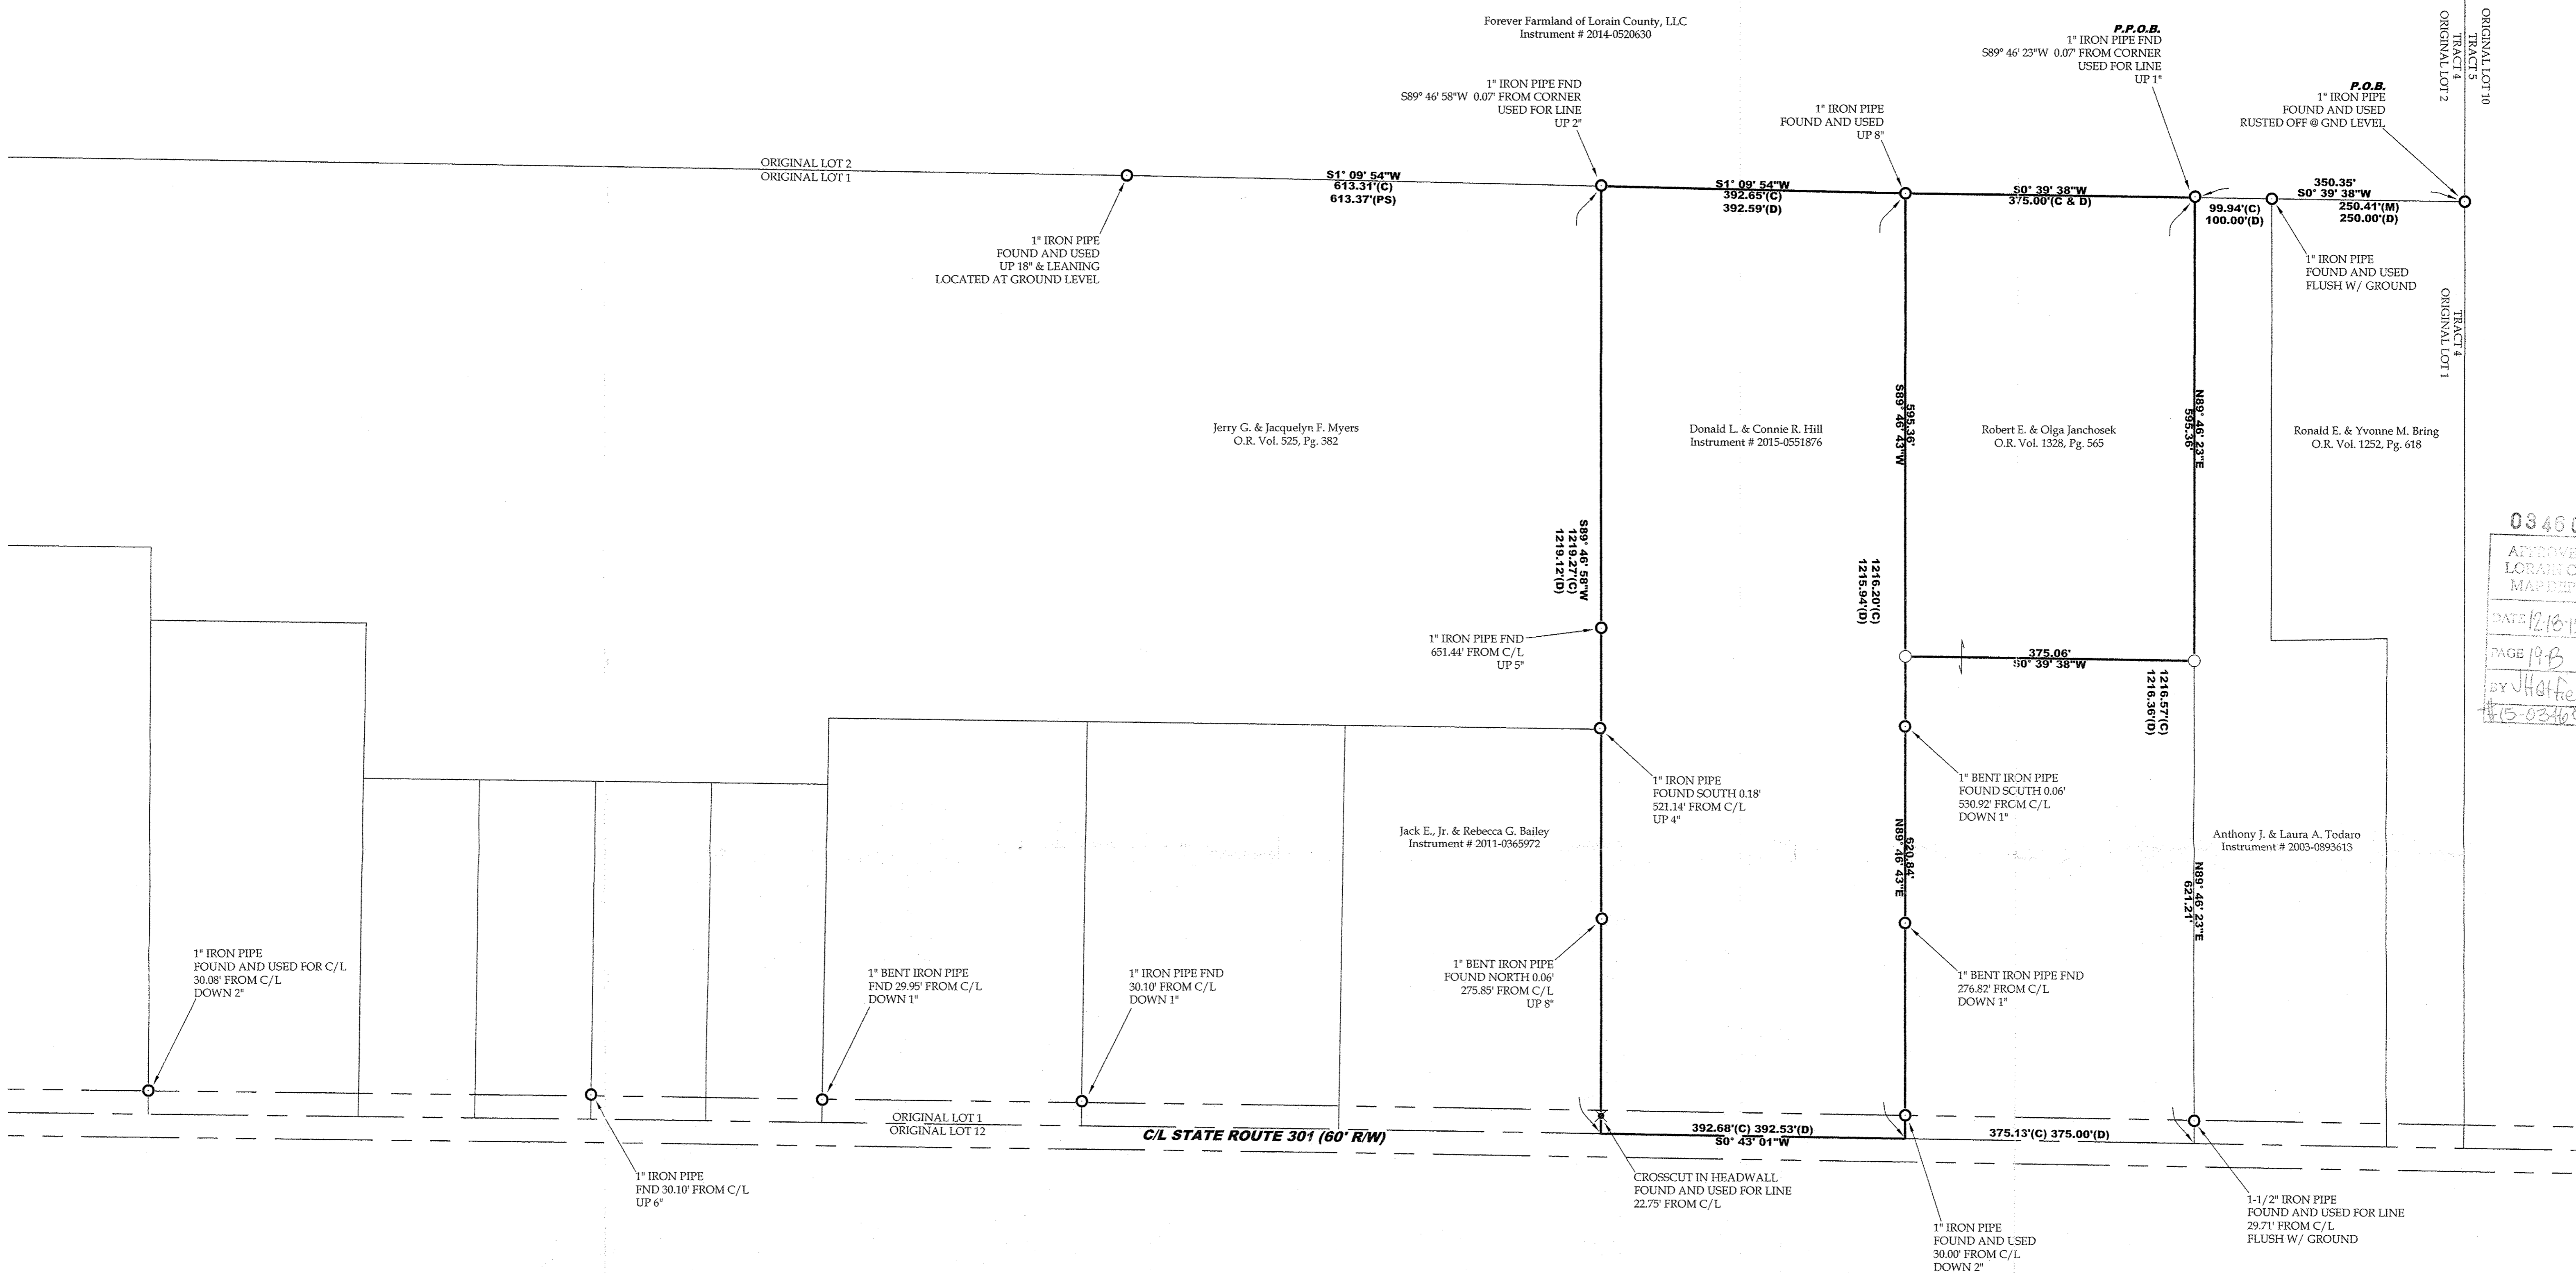 Forever Farmland of Lorain County, LLC
Instrument # 2014-0520630
P.P.O.B.
1" IRON PIPE FND
S89° 46' 23"W 0.07' FROM CORNER
USED FOR LINE
UP 1"
ORIGINAL LOT 10
TRACT 5
TRACT 4
ORIGINAL LOT 2
P.O.B.
1" IRON PIPE
FOUND AND USED
RUSTED OFF @ GND LEVEL
1" IRON PIPE FND
S89° 46' 58"W 0.07' FROM CORNER
USED FOR LINE
UP 2"
1" IRON PIPE
FOUND AND USED
UP 8"
ORIGINAL LOT 2
ORIGINAL LOT 1
S1° 09' 54"W
613.31'(C)
613.37'(PS)
S1° 09' 54"W
392.65'(C)
392.59'(D)
S0° 39' 38"W
375.00'(C & D)
350.35'
S0° 39' 38"W
99.94'(C)
100.00'(D)
250.41'(M)
250.00'(D)
1" IRON PIPE
FOUND AND USED
UP 18" & LEANING
LOCATED AT GROUND LEVEL
1" IRON PIPE
FOUND AND USED
FLUSH W/ GROUND
TRACT 4
ORIGINAL LOT 1
Jerry G. & Jacquelyn F. Myers
O.R. Vol. 525, Pg. 382
Donald L. & Connie R. Hill
Instrument # 2015-0551876
595.36'
S89° 46' 43"W
Robert E. & Olga Janchosek
O.R. Vol. 1328, Pg. 565
N89° 46' 23"E
595.36'
Ronald E. & Yvonne M. Bring
O.R. Vol. 1252, Pg. 618
S89° 46' 58"W
1219.27'(C)
1219.12'(D)
1216.20'(C)
1215.94'(D)
0346
APPROVE
LORAIN C
MAP DEP
DATE 12-18-1
PAGE 19-B
BY JHatfie
#15-0346
1" IRON PIPE FND
651.44' FROM C/L
UP 5"
375.06'
S0° 39' 38"W
1216.57'(C)
1216.36'(D)
1" IRON PIPE
FOUND SOUTH 0.18'
521.14' FROM C/L
UP 4"
1" BENT IRON PIPE
FOUND SOUTH 0.06'
530.92' FROM C/L
DOWN 1"
Jack E., Jr. & Rebecca G. Bailey
Instrument # 2011-0365972
620.84'
N89° 46' 43"E
Anthony J. & Laura A. Todaro
Instrument # 2003-0893613
N89° 46' 23"E
621.21'
1" IRON PIPE
FOUND AND USED FOR C/L
30.08' FROM C/L
DOWN 2"
1" BENT IRON PIPE
FND 29.95' FROM C/L
DOWN 1"
1" IRON PIPE FND
30.10' FROM C/L
DOWN 1"
1" BENT IRON PIPE
FOUND NORTH 0.06'
275.85' FROM C/L
UP 8"
1" BENT IRON PIPE FND
276.82' FROM C/L
DOWN 1"
ORIGINAL LOT 1
ORIGINAL LOT 12
C/L STATE ROUTE 301 (60' R/W)
392.68'(C) 392.53'(D)
S0° 43' 01"W
375.13'(C) 375.00'(D)
1" IRON PIPE
FND 30.10' FROM C/L
UP 6"
CROSSCUT IN HEADWALL
FOUND AND USED FOR LINE
22.75' FROM C/L
1" IRON PIPE
FOUND AND USED
30.00' FROM C/L
DOWN 2"
1-1/2" IRON PIPE
FOUND AND USED FOR LINE
29.71' FROM C/L
FLUSH W/ GROUND